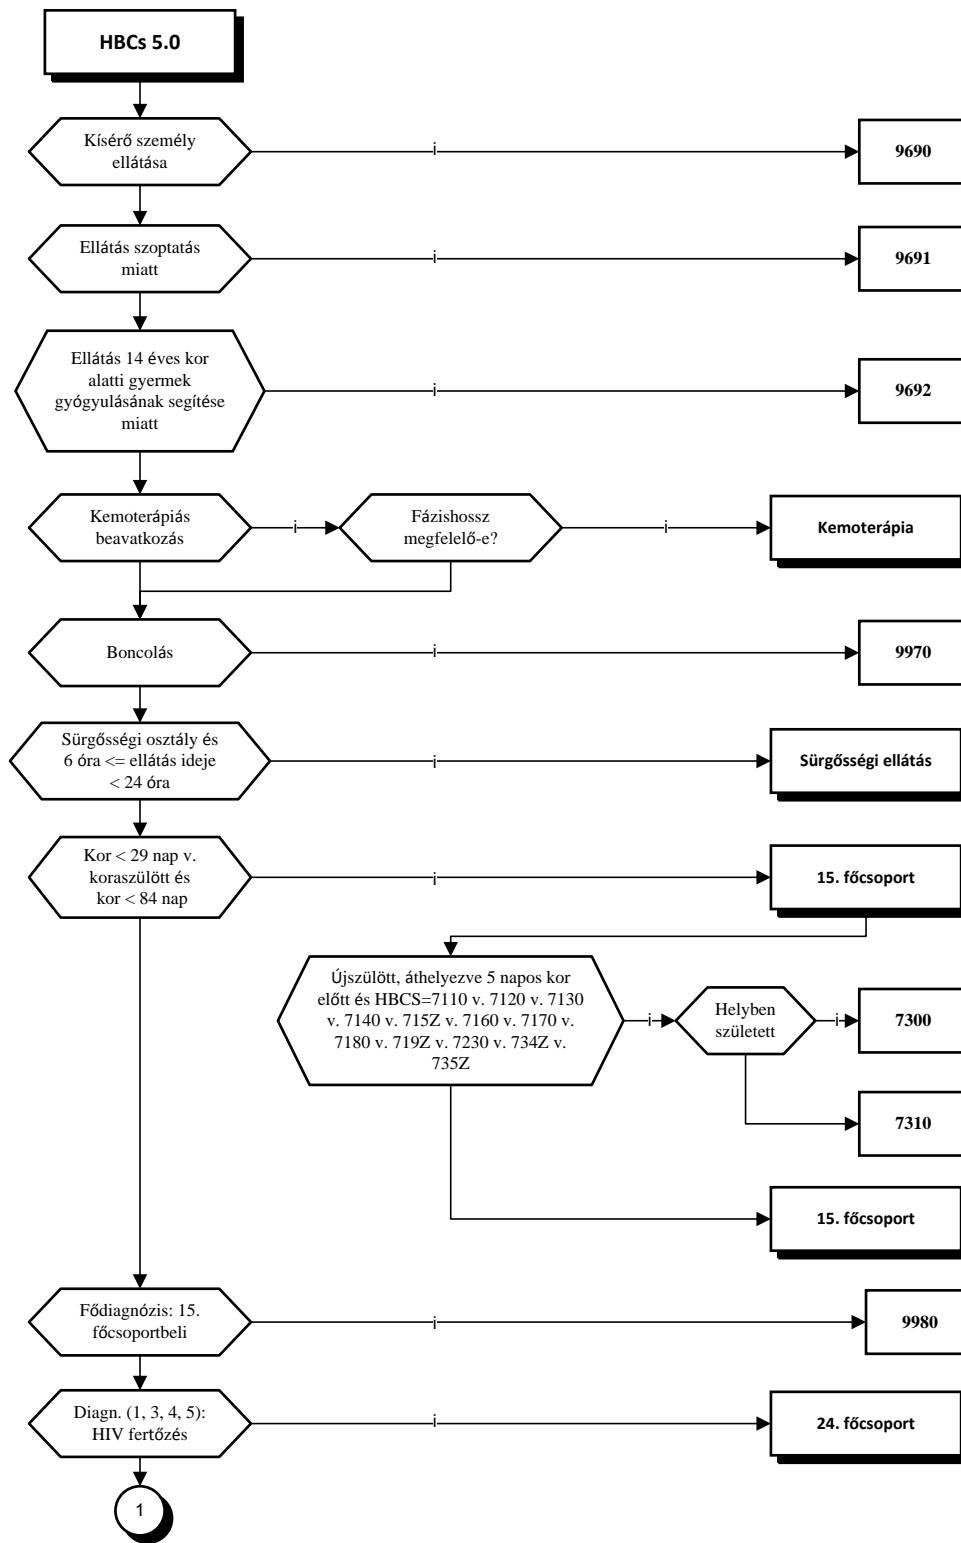 HBCs 5.0
Kísérő személy
ellátása
i
9690
Ellátás szoptatás
miatt
i
9691
Ellátás 14 éves kor
alatti gyermek
gyógyulásának segítése
miatt
i
9692
Kemoterápiás
beavatkozás
i
Fázishossz
megfelelő-e?
i
Kemoterápia
Boncolás
i
9970
Sürgősségi osztály és
6 óra <= ellátás ideje
< 24 óra
i
Sürgősségi ellátás
Kor < 29 nap v.
koraszülött és
kor < 84 nap
i
15. főcsoport
Újszülött, áthelyezve 5 napos kor
előtt és HBCS=7110 v. 7120 v. 7130
v. 7140 v. 715Z v. 7160 v. 7170 v.
7180 v. 719Z v. 7230 v. 734Z v.
735Z
i
Helyben
született
i
7300
7310
15. főcsoport
Fődiagnózis: 15.
főcsoportbeli
i
9980
Diagn. (1, 3, 4, 5):
HIV fertőzés
i
24. főcsoport
1